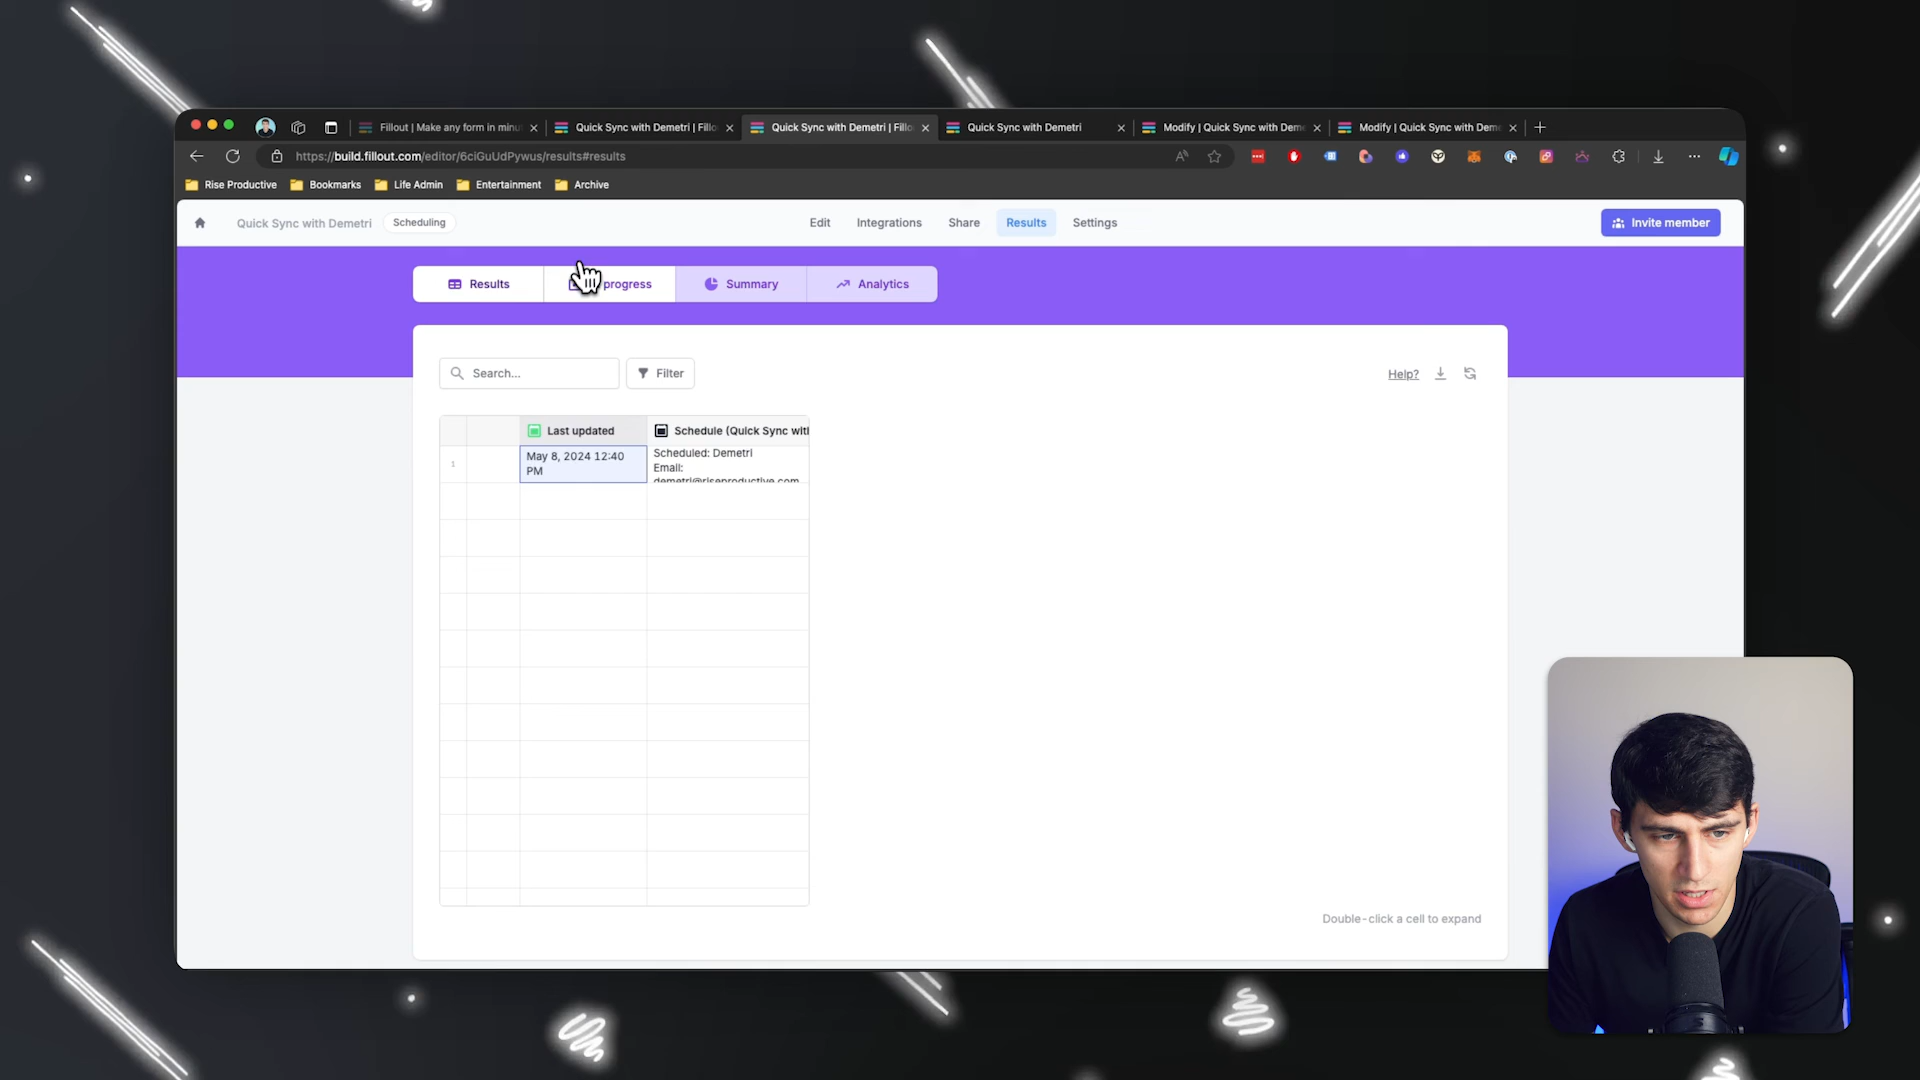 Fillout | Make any form in minu
Quick Sync with Demetri | Fillo
Quick Sync with Demetri | Fillo
Quick Sync with Demetri
Modify | Quick Sync with Deme
Modify | Quick Sync with Dem
https://build.fillout.com/editor/6ciGuUdPywus/results#results
Rise Productive
Bookmarks
Life Admin
Entertainment
Archive
Quick Sync with Demetri
Scheduling
Edit
Integrations
Share
Results
Settings
Invite member
Results
progress
Summary
Analytics
Search...
Filter
Help?
Last updated
Schedule (Quick Sync with
1
May 8, 2024 12:40
PM
Scheduled: Demetri
Email:
demetri@riseproductive.com
Double-click a cell to expand